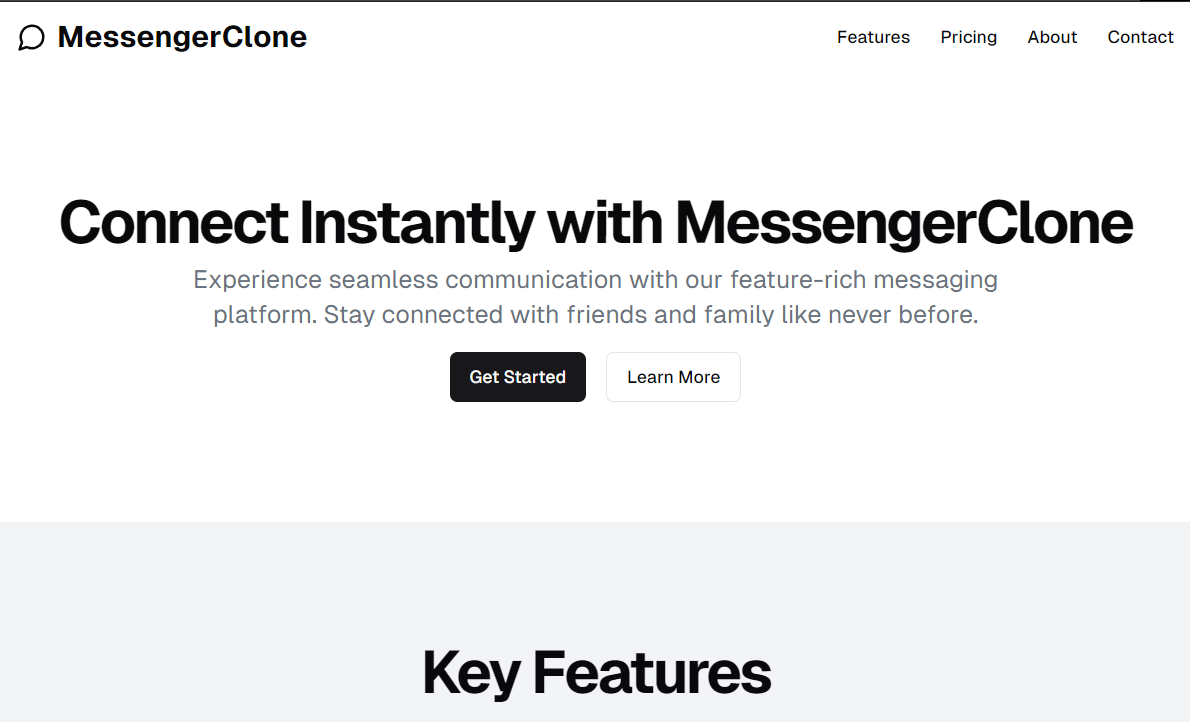 MessengerClone
Features Pricing About Contact
Connect Instantly with MessengerClone
Experience seamless communication with our feature-rich messaging
platform. Stay connected with friends and family like never before.
Get Started Learn More
Key Features